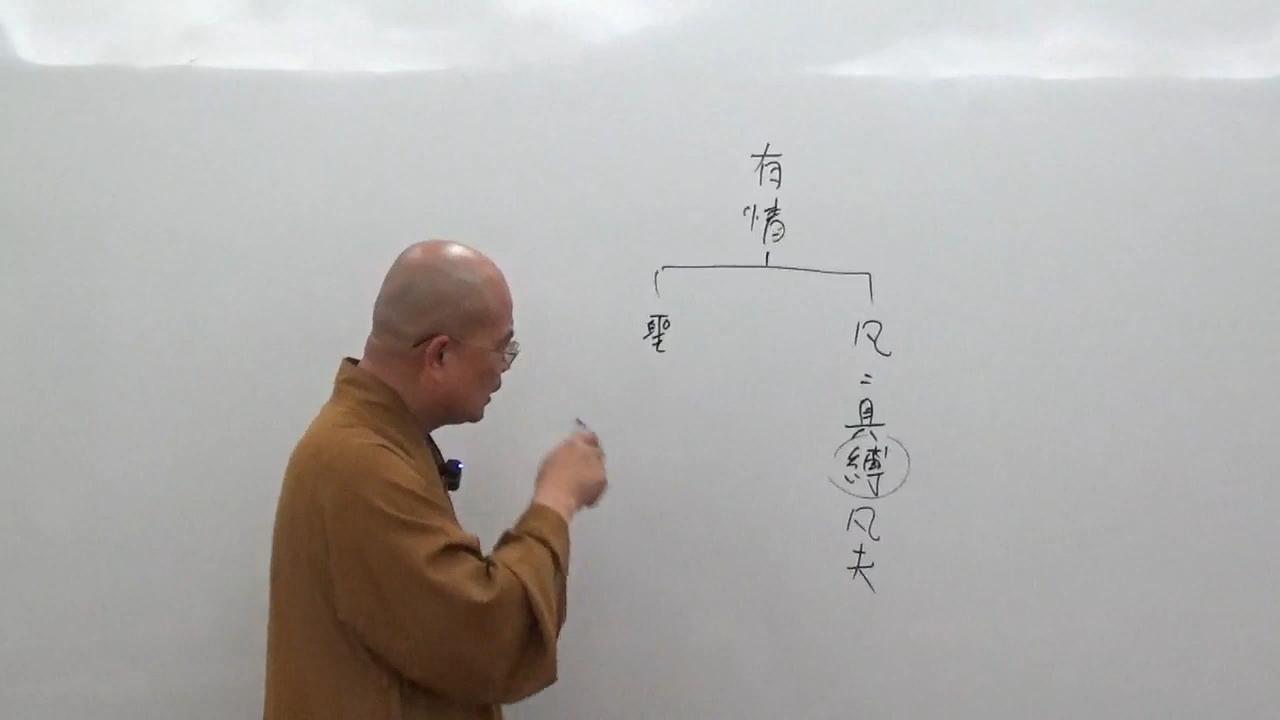 有情
聖
凡
=
具縛凡夫